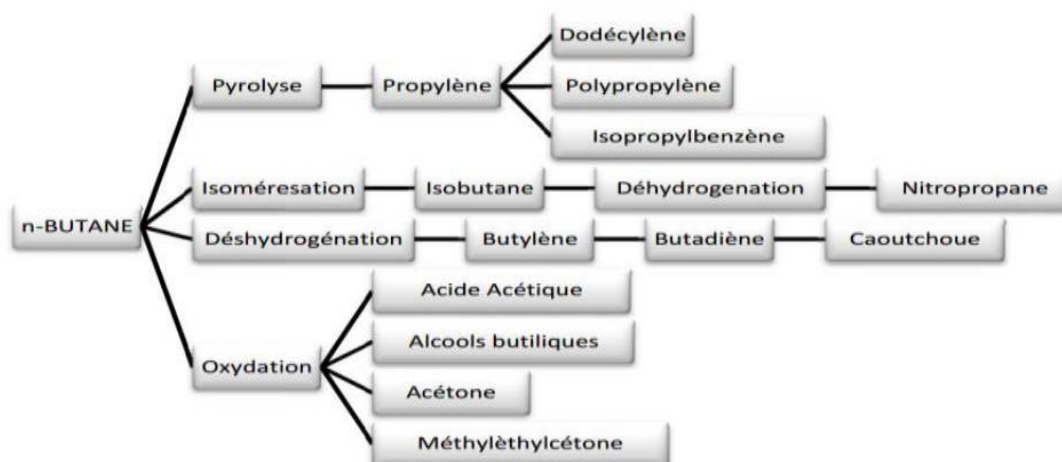 Dodécylène
Pyrolyse
Propylène
Polypropylène
Isopropylbenzène
Isoméresation
Isobutane
Déhydrogenation
Nitropropane
n-BUTANE
Déshydrogénation
Butylène
Butadiène
Caoutchoue
Acide Acétique
Alcools butiliques
Oxydation
Acétone
Méthylèthylcétone